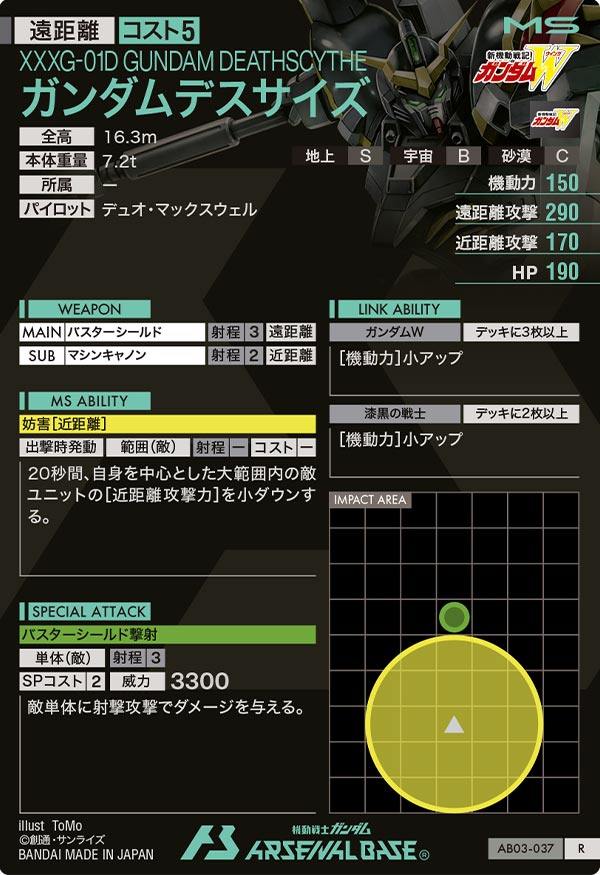 遠距離 コスト5
MS
XXXG-01D GUNDAM DEATHSCYTHE
ガンダムデスサイズ
新機動戦記
ガンダムW
ウイング
全高 16.3m
本体重量 7.2t
所属 ー
パイロット デュオ・マックスウェル
地上 S 宇宙 B 砂漠 C
機動力 150
遠距離攻撃 290
近距離攻撃 170
HP 190
WEAPON
MAIN バスターシールド 射程 3 遠距離
SUB マシンキャノン 射程 2 近距離
MS ABILITY
妨害[近距離]
出撃時発動 範囲(敵) 射程 ー コスト ー
20秒間、自身を中心とした大範囲内の敵
ユニットの[近距離攻撃力]を小ダウンす
る。
SPECIAL ATTACK
バスターシールド撃射
単体(敵) 射程 3
SPコスト 2 威力 3300
敵単体に射撃攻撃でダメージを与える。
LINK ABILITY
ガンダムW デッキに3枚以上
[機動力]小アップ
漆黒の戦士 デッキに2枚以上
[機動力]小アップ
IMPACT AREA
illust ToMo
©創通・サンライズ
BANDAI MADE IN JAPAN
機動戦士ガンダム
ARSENAL BASE®
AB03-037 R